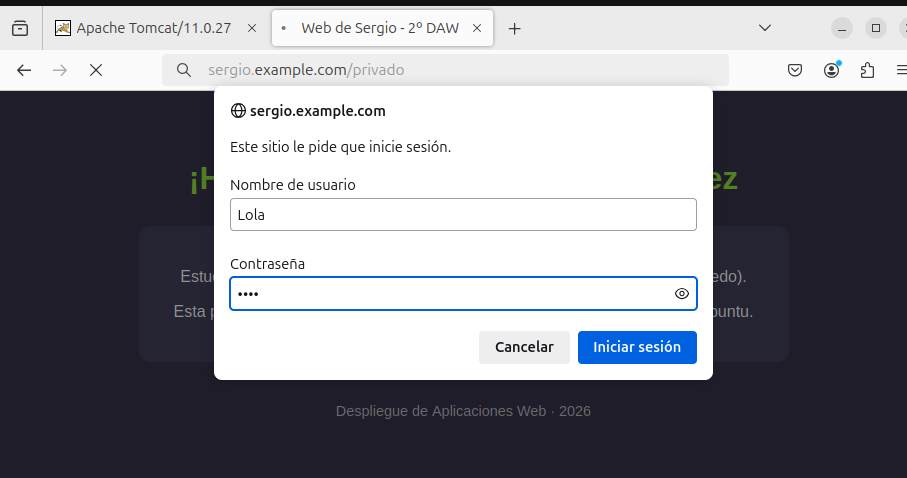 Apache Tomcat/11.0.27
Web de Sergio - 2º DAW
sergio.example.com/privado
sergio.example.com
Este sitio le pide que inicie sesión.
Nombre de usuario
Lola
Contraseña
••••
Cancelar
Iniciar sesión
Despliegue de Aplicaciones Web · 2026